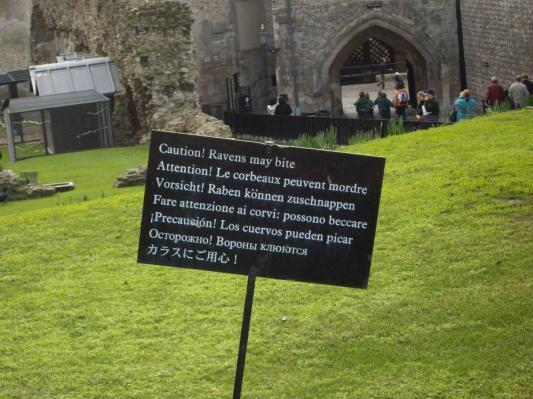 Caution! Ravens may bite
Attention! Le corbeaux peuvent mordre
Vorsicht! Raben können zuschnappen
Fare attenzione ai corvi: possono beccare
¡Precaución! Los cuervos pueden picar
Осторожно! Вороны клюются
カラスにご用心！